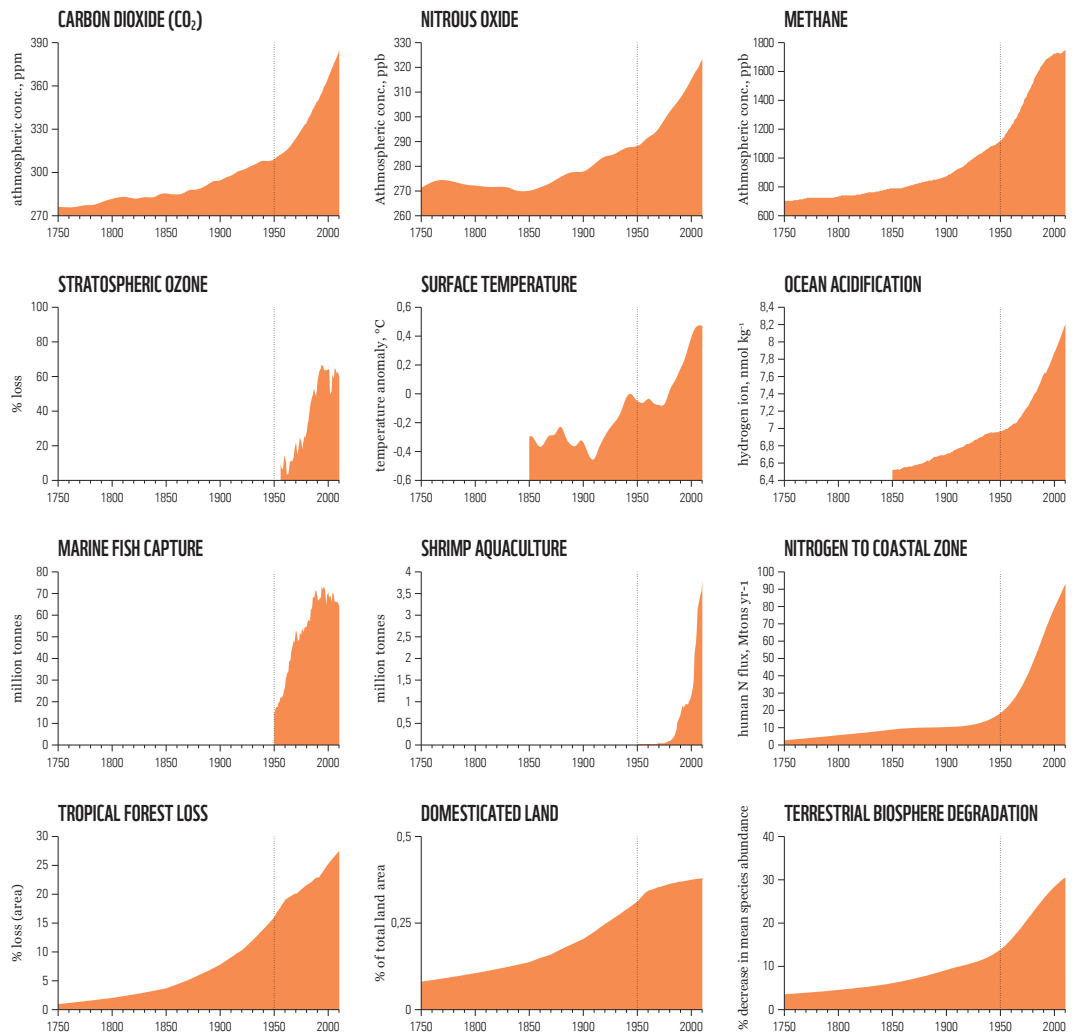 CARBON DIOXIDE (CO₂)
athmospheric conc., ppm
390
360
330
300
270
1750 1800 1850 1900 1950 2000
NITROUS OXIDE
Athmospheric conc., ppb
330
320
310
300
290
280
270
260
1750 1800 1850 1900 1950 2000
METHANE
Athmospheric conc., ppb
1800
1600
1400
1200
1000
800
600
1750 1800 1850 1900 1950 2000
STRATOSPHERIC OZONE
% loss
100
80
60
40
20
0
1750 1800 1850 1900 1950 2000
SURFACE TEMPERATURE
temperature anomaly, °C
0,6
0,4
0,2
0
-0,2
-0,4
-0,6
1750 1800 1850 1900 1950 2000
OCEAN ACIDIFICATION
hydrogen ion, nmol kg⁻¹
8,4
8,2
8
7,8
7,6
7,4
7,2
7
6,8
6,6
6,4
1750 1800 1850 1900 1950 2000
MARINE FISH CAPTURE
million tonnes
80
70
60
50
40
30
20
10
0
1750 1800 1850 1900 1950 2000
SHRIMP AQUACULTURE
million tonnes
4
3,5
3
2,5
2
1,5
1
0,5
0
1750 1800 1850 1900 1950 2000
NITROGEN TO COASTAL ZONE
human N flux, Mtons yr-1
100
90
80
70
60
50
40
30
20
10
0
1750 1800 1850 1900 1950 2000
TROPICAL FOREST LOSS
% loss (area)
30
25
20
15
10
5
0
1750 1800 1850 1900 1950 2000
DOMESTICATED LAND
% of total land area
0,5
0,25
0
1750 1800 1850 1900 1950 2000
TERRESTRIAL BIOSPHERE DEGRADATION
% decrease in mean species abundance
40
30
20
10
0
1750 1800 1850 1900 1950 2000